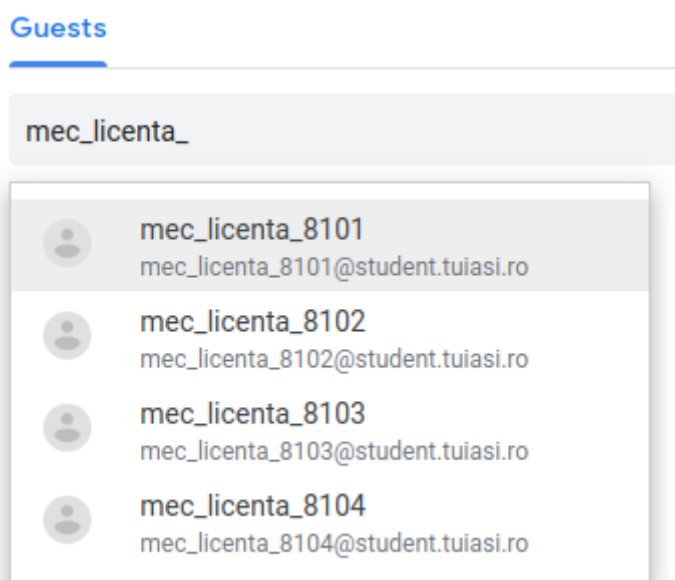 Guests
mec_licenta_
mec_licenta_8101
mec_licenta_8101@student.tuiasi.ro
mec_licenta_8102
mec_licenta_8102@student.tuiasi.ro
mec_licenta_8103
mec_licenta_8103@student.tuiasi.ro
mec_licenta_8104
mec_licenta_8104@student.tuiasi.ro